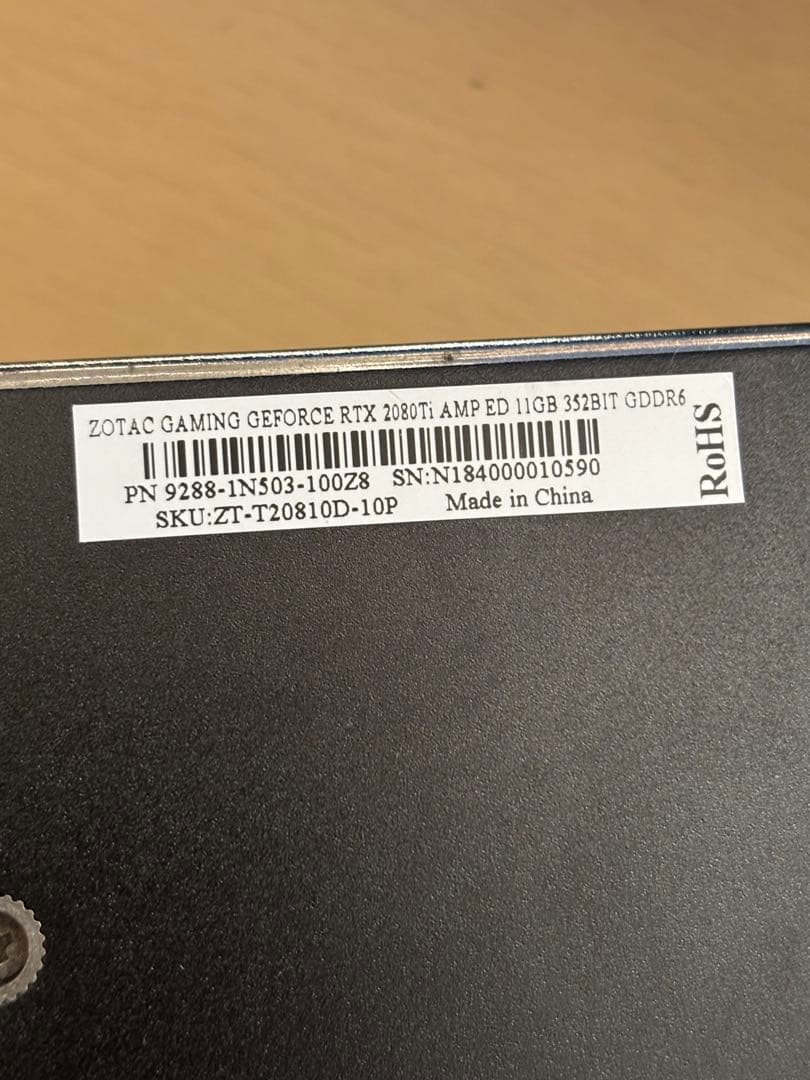 ZOTAC GAMING GEFORCE RTX 2080Ti AMP ED 11GB 352BIT GDDR6
PN 9288-1N503-100Z8 SN:N184000010590
SKU:ZT-T20810D-10P Made in China
RoHS